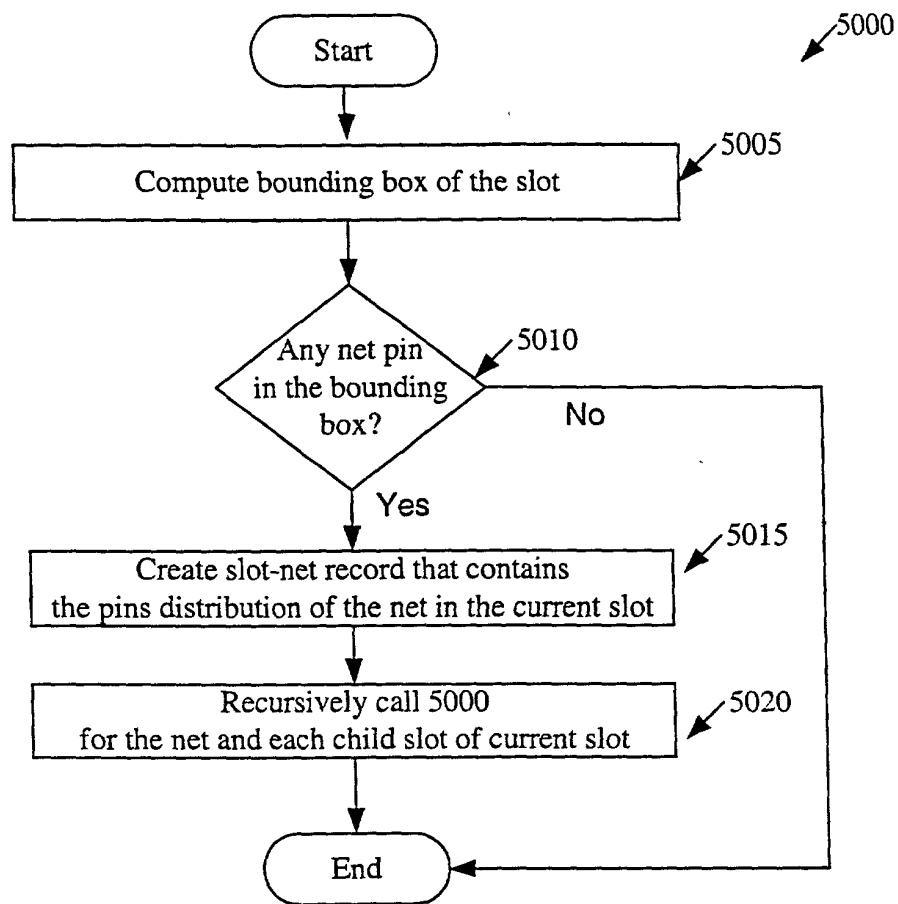 5000
Start
5005
Compute bounding box of the slot
5010
Any net pin
in the bounding
box?
No
Yes
5015
Create slot-net record that contains
the pins distribution of the net in the current slot
5020
Recursively call 5000
for the net and each child slot of current slot
End